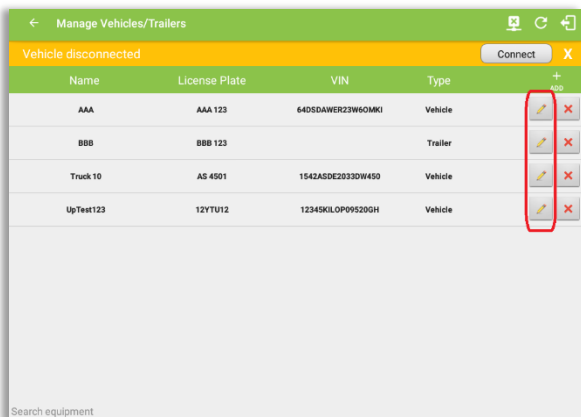 Manage Vehicles/Trailers
Vehicle disconnected Connect X
Name License Plate VIN Type + ADD
AAA AAA 123 64DSDAWER23W6OMKI Vehicle
BBB BBB 123 Trailer
Truck 10 AS 4501 1542ASDE2033DW450 Vehicle
UpTest123 12YTU12 12345KILOP09520GH Vehicle
Search equipment